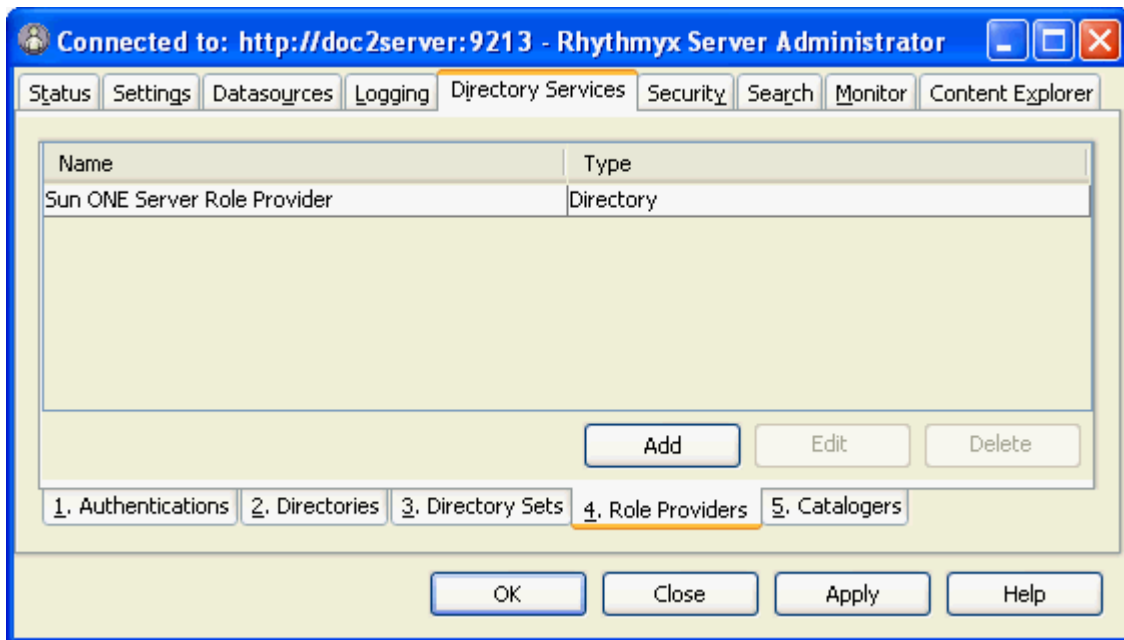 Connected to: http://doc2server:9213 - Rhythmyx Server Administrator
Status Settings Datasources Logging Directory Services Security Search Monitor Content Explorer
Name Type
Sun ONE Server Role Provider Directory
Add Edit Delete
1. Authentications 2. Directories 3. Directory Sets 4. Role Providers 5. Catalogers
OK Close Apply Help